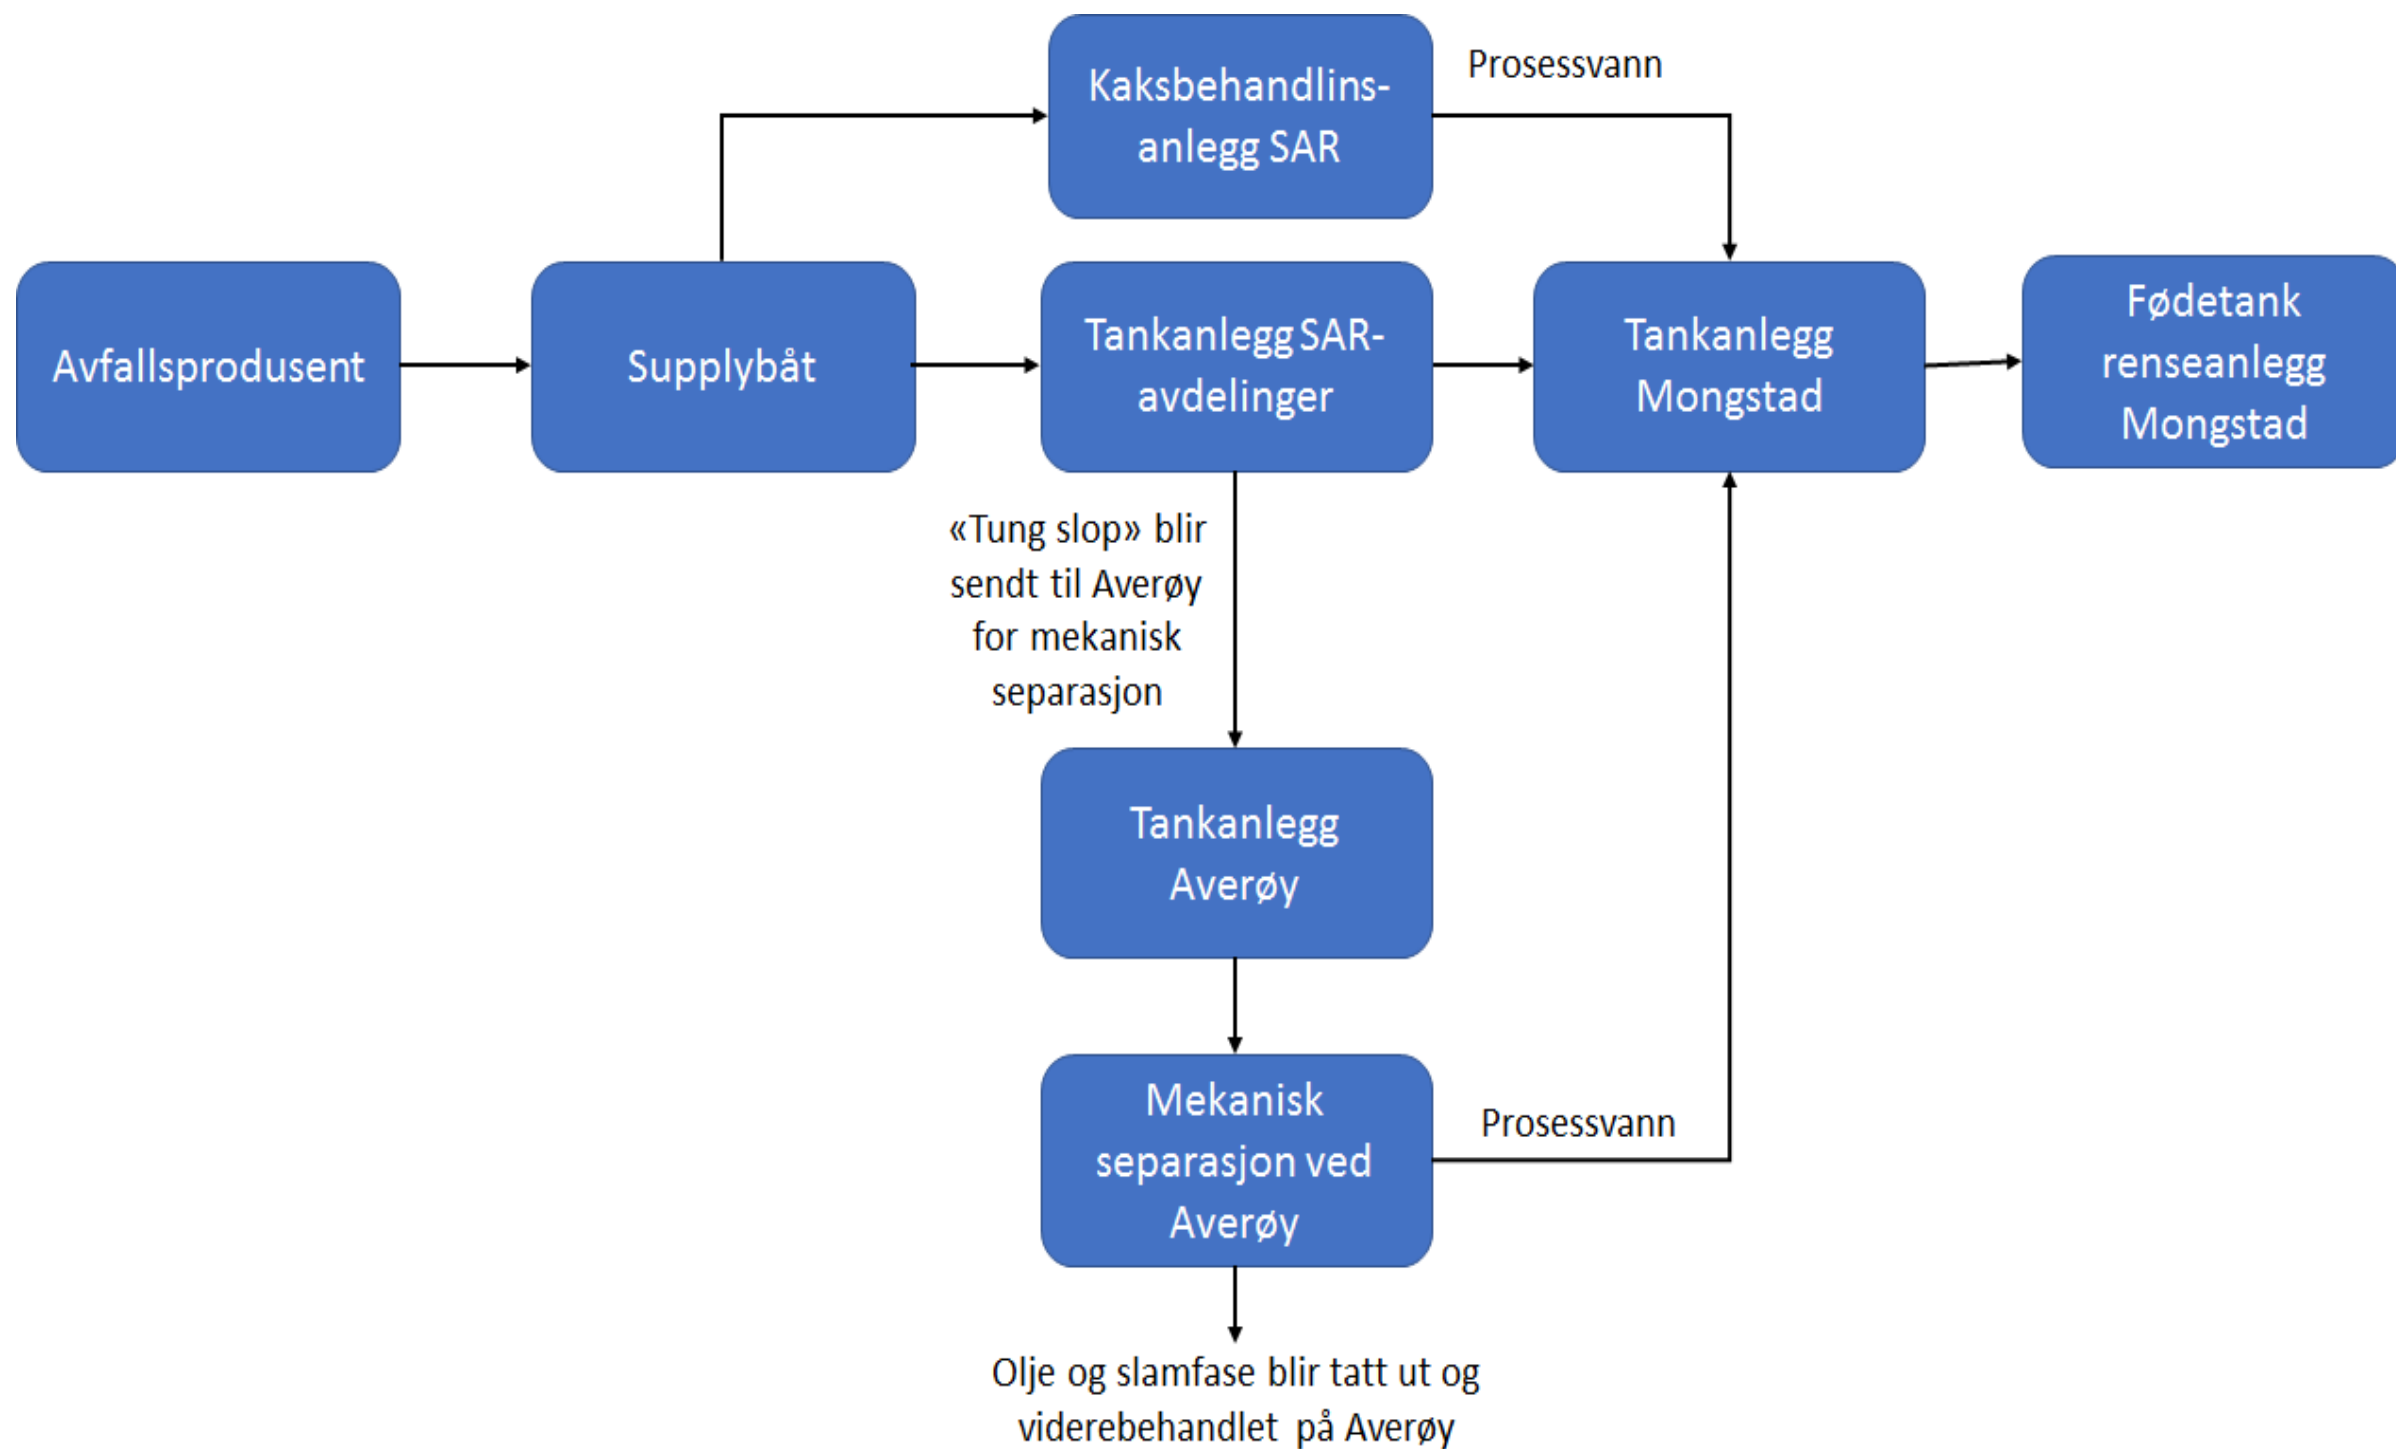 Kaksbehandlins-
anlegg SAR
Prosessvann
Avfallsprodusent
Supplybåt
Tankanlegg SAR-
avdelinger
Tankanlegg
Mongstad
Fødetank
renseanlegg
Mongstad
«Tung slop» blir
sendt til Averøy
for mekanisk
separasjon
Tankanlegg
Averøy
Mekanisk
separasjon ved
Averøy
Prosessvann
Olje og slamfase blir tatt ut og
viderebehandlet på Averøy